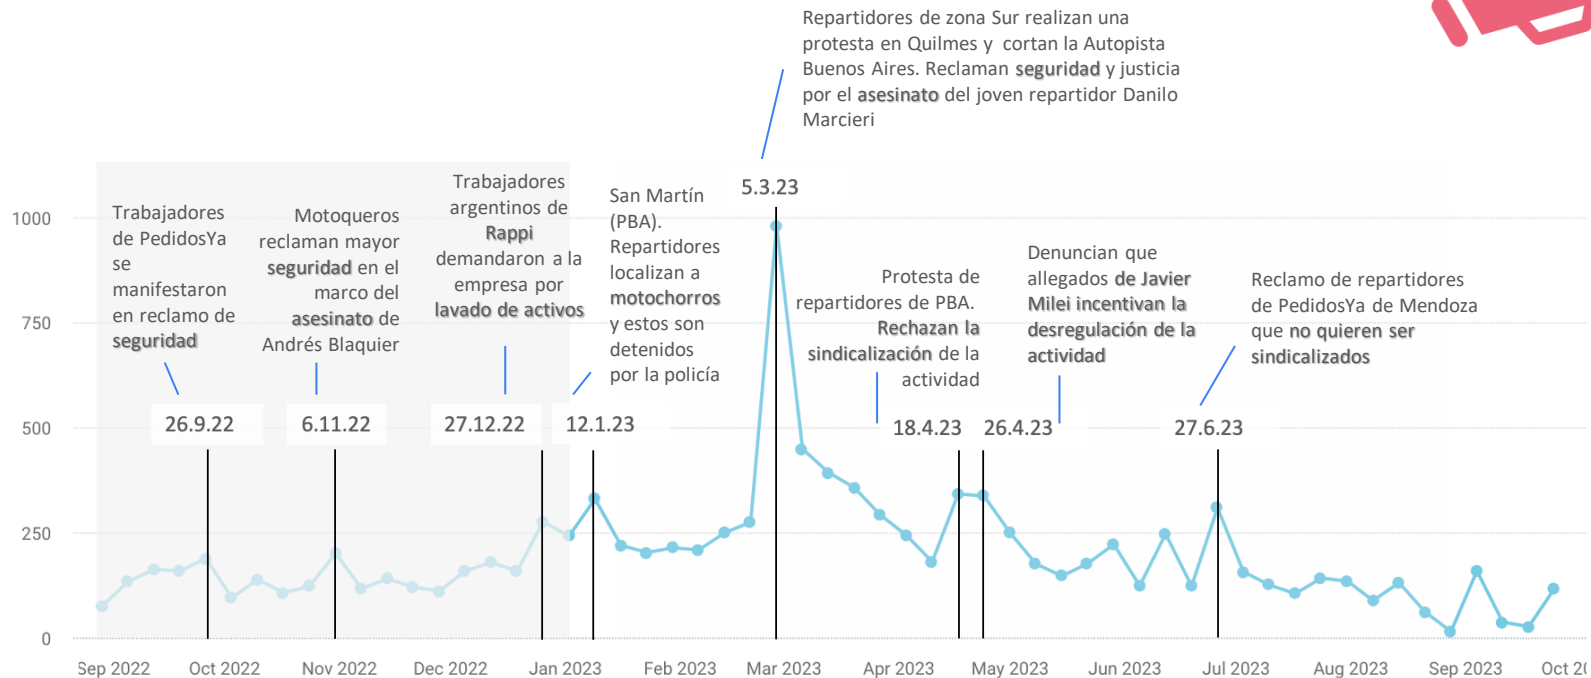 Repartidores de zona Sur realizan una
protesta en Quilmes y cortan la Autopista
Buenos Aires. Reclaman seguridad y justicia
por el asesinato del joven repartidor Danilo
Marcieri
Trabajadores
de PedidosYa
se
manifestaron
en reclamo de
seguridad
Motoqueros
reclaman mayor
seguridad en el
marco del
asesinato de
Andrés Blaquier
Trabajadores
argentinos de
Rappi
demandaron a la
empresa por
lavado de activos
San Martín
(PBA).
Repartidores
localizan a
motochorros
y estos son
detenidos
por la policía
5.3.23
Protesta de
repartidores de PBA.
Rechazan la
sindicalización de la
actividad
Denuncian que
allegados de Javier
Milei incentivan la
desregulación de la
actividad
Reclamo de repartidores
de PedidosYa de Mendoza
que no quieren ser
sindicalizados
26.9.22
6.11.22
27.12.22
12.1.23
18.4.23
26.4.23
27.6.23
1000
750
500
250
0
Sep 2022
Oct 2022
Nov 2022
Dec 2022
Jan 2023
Feb 2023
Mar 2023
Apr 2023
May 2023
Jun 2023
Jul 2023
Aug 2023
Sep 2023
Oct 20